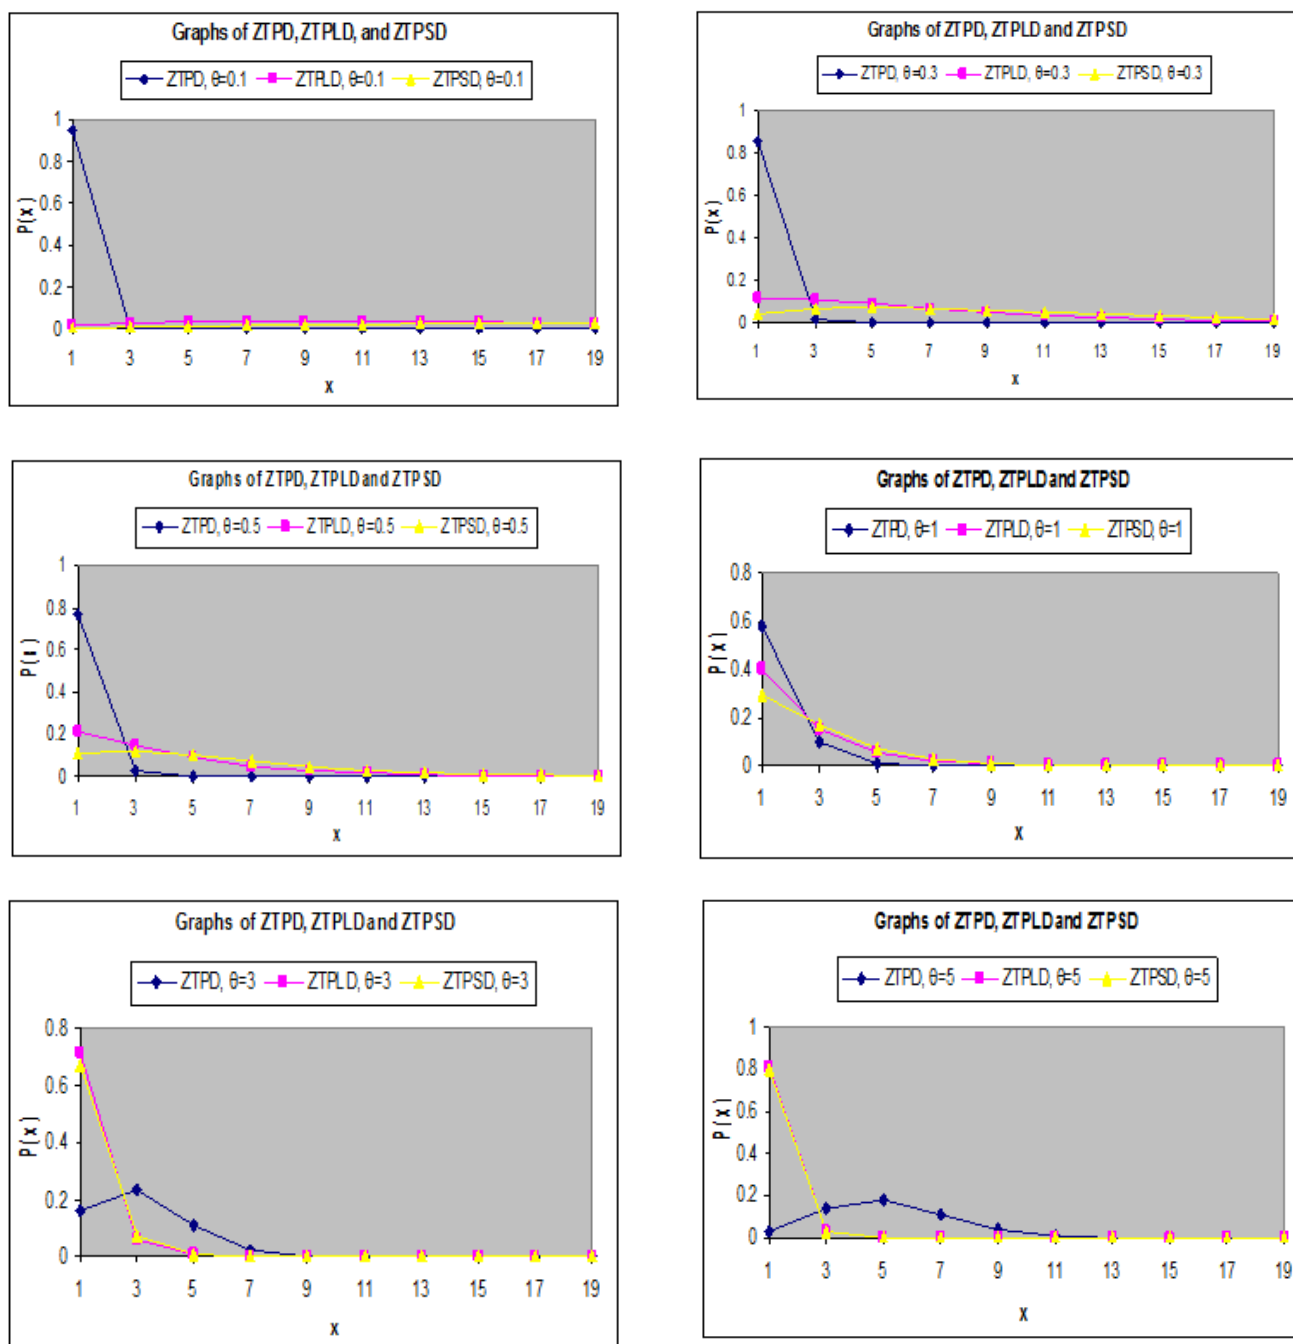 Graphs of ZTPD, ZTPLD, and ZTPSD
ZTPD, θ=0.1 ZTPLD, θ=0.1 ZTPSD, θ=0.1
1
0.8
0.6
0.4
0.2
0
P(x)
1 3 5 7 9 11 13 15 17 19
x
Graphs of ZTPD, ZTPLD and ZTPSD
ZTPD, θ=0.3 ZTPLD, θ=0.3 ZTPSD, θ=0.3
1
0.8
0.6
0.4
0.2
0
P(x)
1 3 5 7 9 11 13 15 17 19
x
Graphs of ZTPD, ZTPLD and ZTPSD
ZTPD, θ=0.5 ZTPLD, θ=0.5 ZTPSD, θ=0.5
1
0.8
0.6
0.4
0.2
0
P(x)
1 3 5 7 9 11 13 15 17 19
x
Graphs of ZTPD, ZTPLD and ZTPSD
ZTPD, θ=1 ZTPLD, θ=1 ZTPSD, θ=1
0.8
0.6
0.4
0.2
0
P(x)
1 3 5 7 9 11 13 15 17 19
x
Graphs of ZTPD, ZTPLD and ZTPSD
ZTPD, θ=3 ZTPLD, θ=3 ZTPSD, θ=3
0.8
0.6
0.4
0.2
0
P(x)
1 3 5 7 9 11 13 15 17 19
x
Graphs of ZTPD, ZTPLD and ZTPSD
ZTPD, θ=5 ZTPLD, θ=5 ZTPSD, θ=5
1
0.8
0.6
0.4
0.2
0
P(x)
1 3 5 7 9 11 13 15 17 19
x